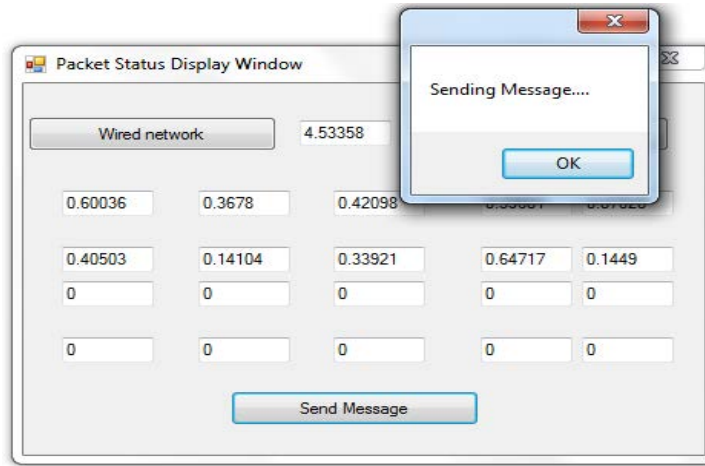 Packet Status Display Window
Sending Message....
OK
Wired network 4.53358
0.60036 0.3678 0.42098
0.40503 0.14104 0.33921 0.64717 0.1449
0 0 0 0 0
0 0 0 0 0
Send Message